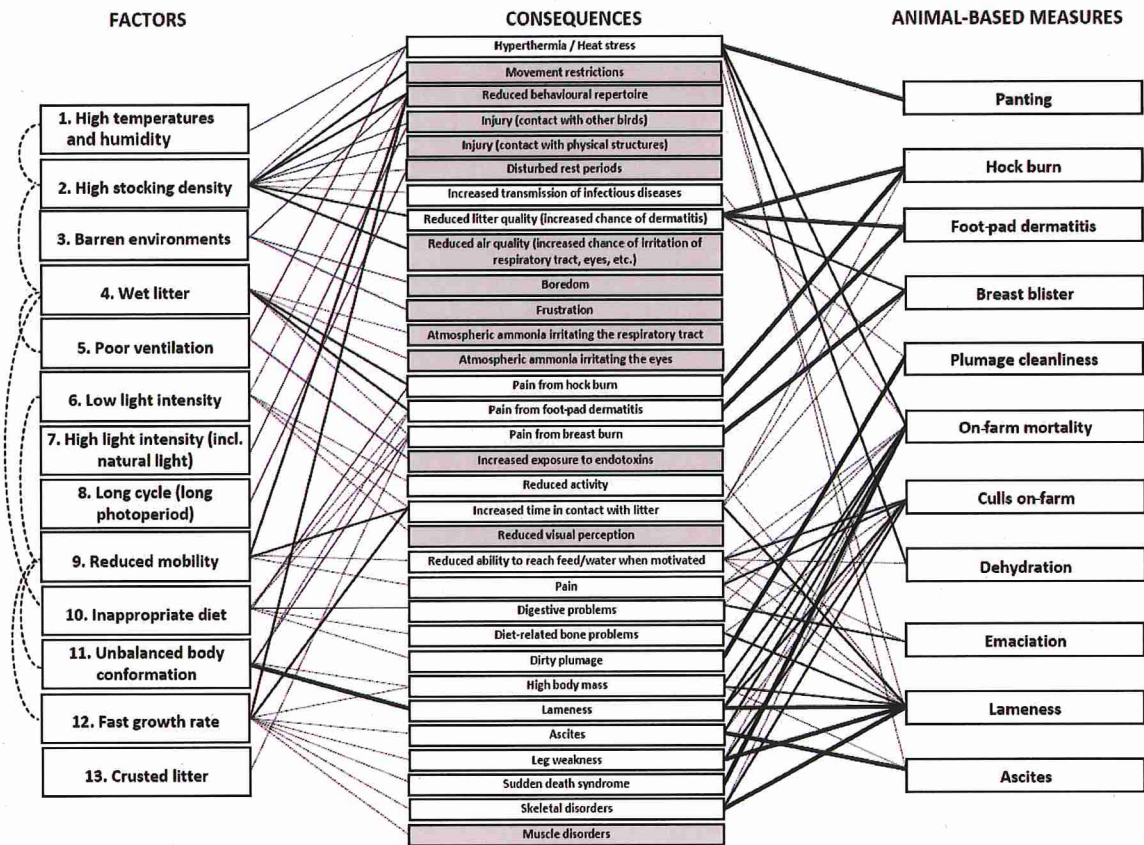 FACTORS
CONSEQUENCES
ANIMAL-BASED MEASURES
1. High temperatures
and humidity
2. High stocking density
3. Barren environments
4. Wet litter
5. Poor ventilation
6. Low light intensity
7. High light intensity (incl.
natural light)
8. Long cycle (long
photoperiod)
9. Reduced mobility
10. Inappropriate diet
11. Unbalanced body
conformation
12. Fast growth rate
13. Crusted litter
Hyperthermia / Heat stress
Movement restrictions
Reduced behavioural repertoire
Injury (contact with other birds)
Injury (contact with physical structures)
Disturbed rest periods
Increased transmission of infectious diseases
Reduced litter quality (increased chance of dermatitis)
Reduced air quality (increased chance of irritation of
respiratory tract, eyes, etc.)
Boredom
Frustration
Atmospheric ammonia irritating the respiratory tract
Atmospheric ammonia irritating the eyes
Pain from hock burn
Pain from foot-pad dermatitis
Pain from breast burn
Increased exposure to endotoxins
Reduced activity
Increased time in contact with litter
Reduced visual perception
Reduced ability to reach feed/water when motivated
Pain
Digestive problems
Diet-related bone problems
Dirty plumage
High body mass
Lameness
Ascites
Leg weakness
Sudden death syndrome
Skeletal disorders
Muscle disorders
Panting
Hock burn
Foot-pad dermatitis
Breast blister
Plumage cleanliness
On-farm mortality
Culls on-farm
Dehydration
Emaciation
Lameness
Ascites